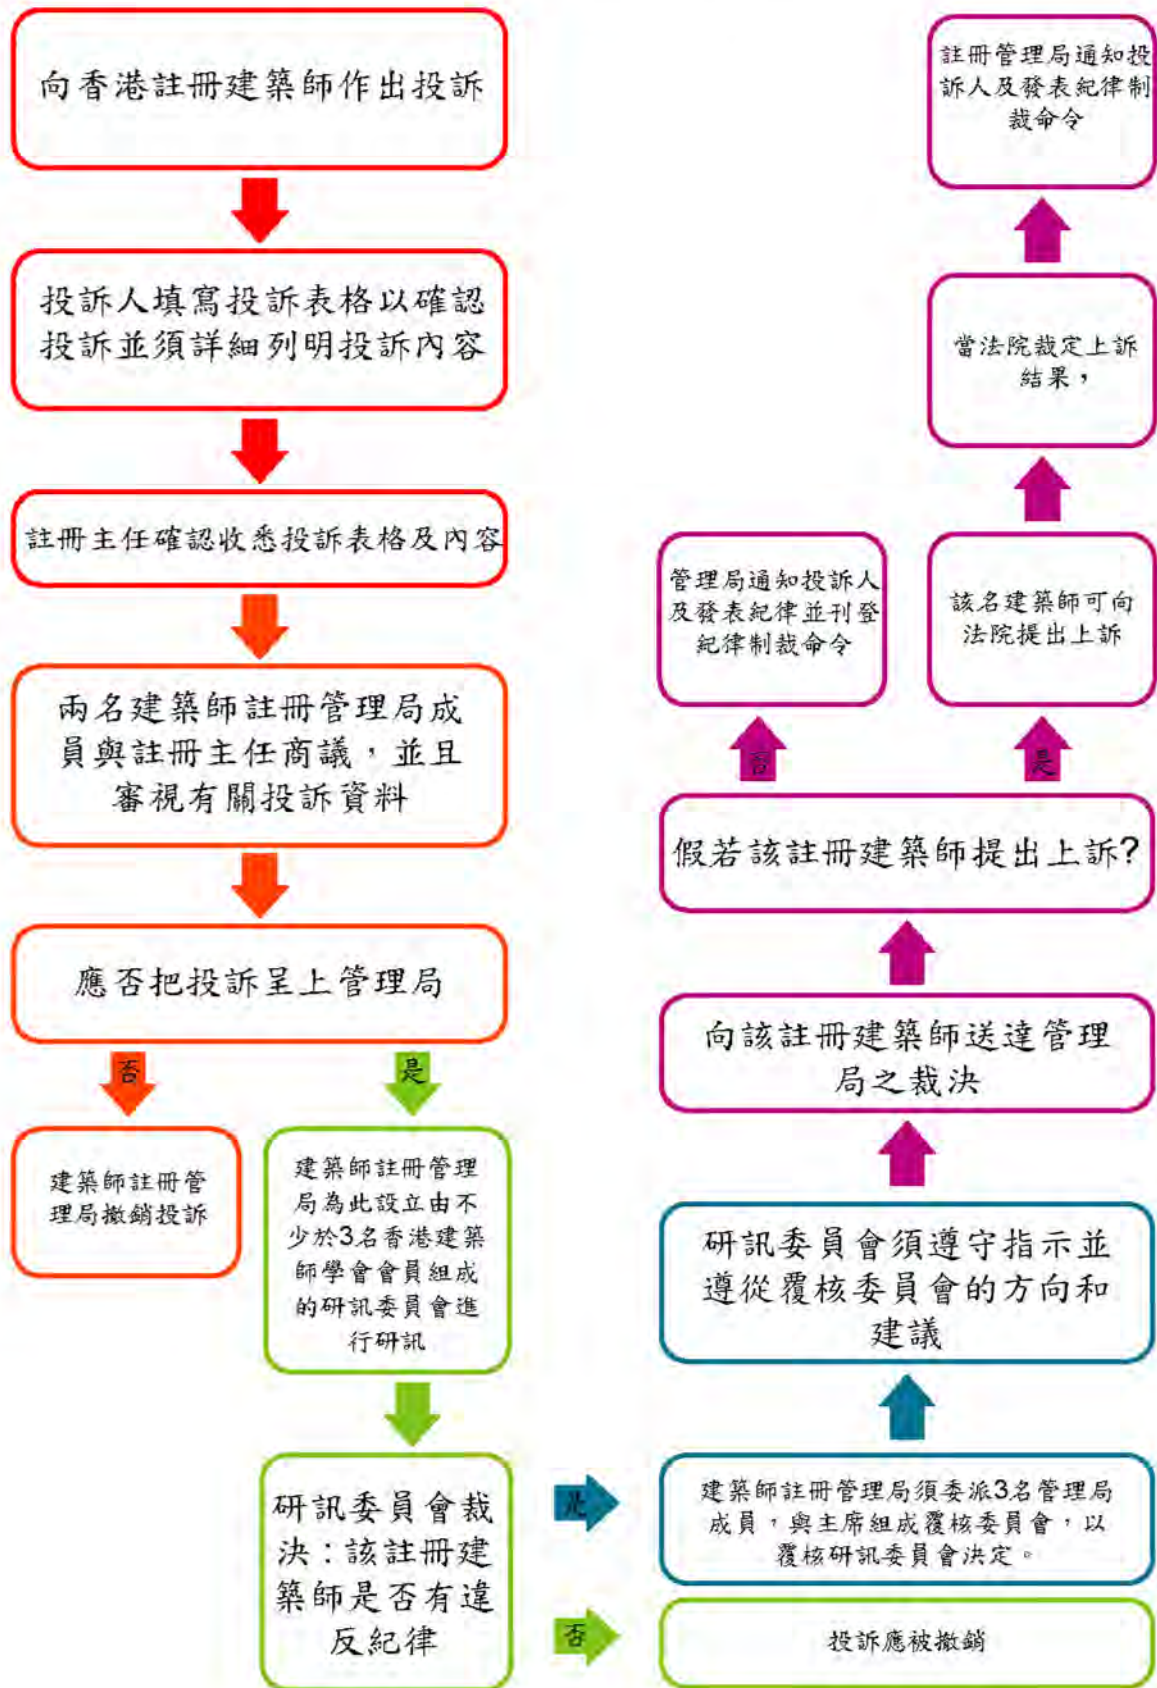 向香港註冊建築師作出投訴
投訴人填寫投訴表格以確認
投訴並須詳細列明投訴內容
註冊主任確認收悉投訴表格及內容
兩名建築師註冊管理局成
員與註冊主任商議，並且
審視有關投訴資料
應否把投訴呈上管理局
否
是
建築師註冊管
理局撤銷投訴
建築師註冊管理
局為此設立由不
少於3名香港建築
師學會會員組成
的研訊委員會進
行研訊
研訊委員會裁
決：該註冊建
築師是否有違
反紀律
是
否
建築師註冊管理局須委派3名管理局
成員，與主席組成覆核委員會，以
覆核研訊委員會決定。
投訴應被撤銷
研訊委員會須遵守指示並
遵從覆核委員會的方向和
建議
向該註冊建築師送達管理
局之裁決
假若該註冊建築師提出上訴?
否
是
管理局通知投訴人
及發表紀律並刊登
紀律制裁命令
該名建築師可向
法院提出上訴
當法院裁定上訴
結果，
註冊管理局通知投
訴人及發表紀律制
裁命令